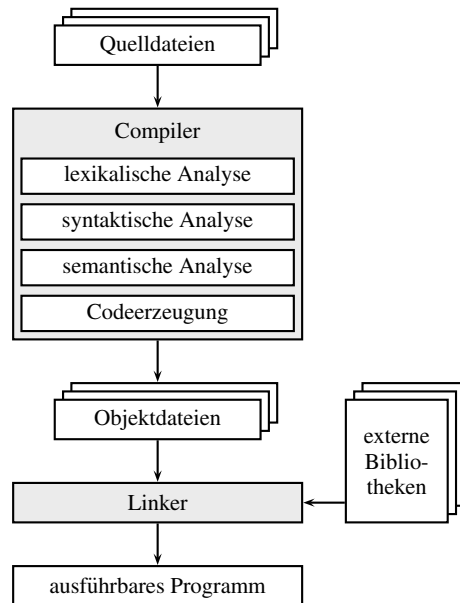 Quelldateien
Compiler
lexikalische Analyse
syntaktische Analyse
semantische Analyse
Codeerzeugung
Objektdateien
externe
Biblio-
theken
Linker
ausführbares Programm